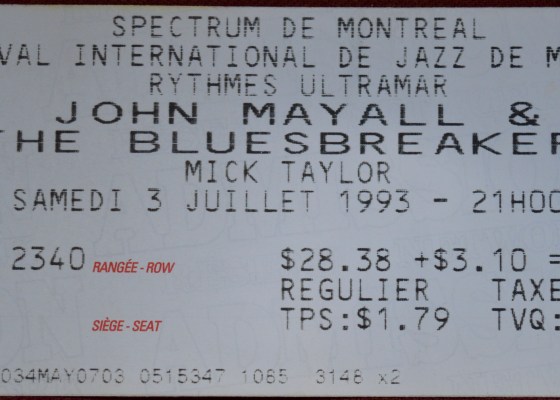 SPECTRUM DE MONTREAL
VAL INTERNATIONAL DE JAZZ DE M
RYTHMES ULTRAMAR
JOHN MAYALL &
THE BLUESBREAKER
MICK TAYLOR
SAMEDI 3 JUILLET 1993 - 21H00
2340 RANGÉE - ROW $28.38 +$3.10 =
REGULIER TAXE
SIÈGE - SEAT TPS:$1.79 TVQ:
034MAY0703 0515347 1085 3148 x2